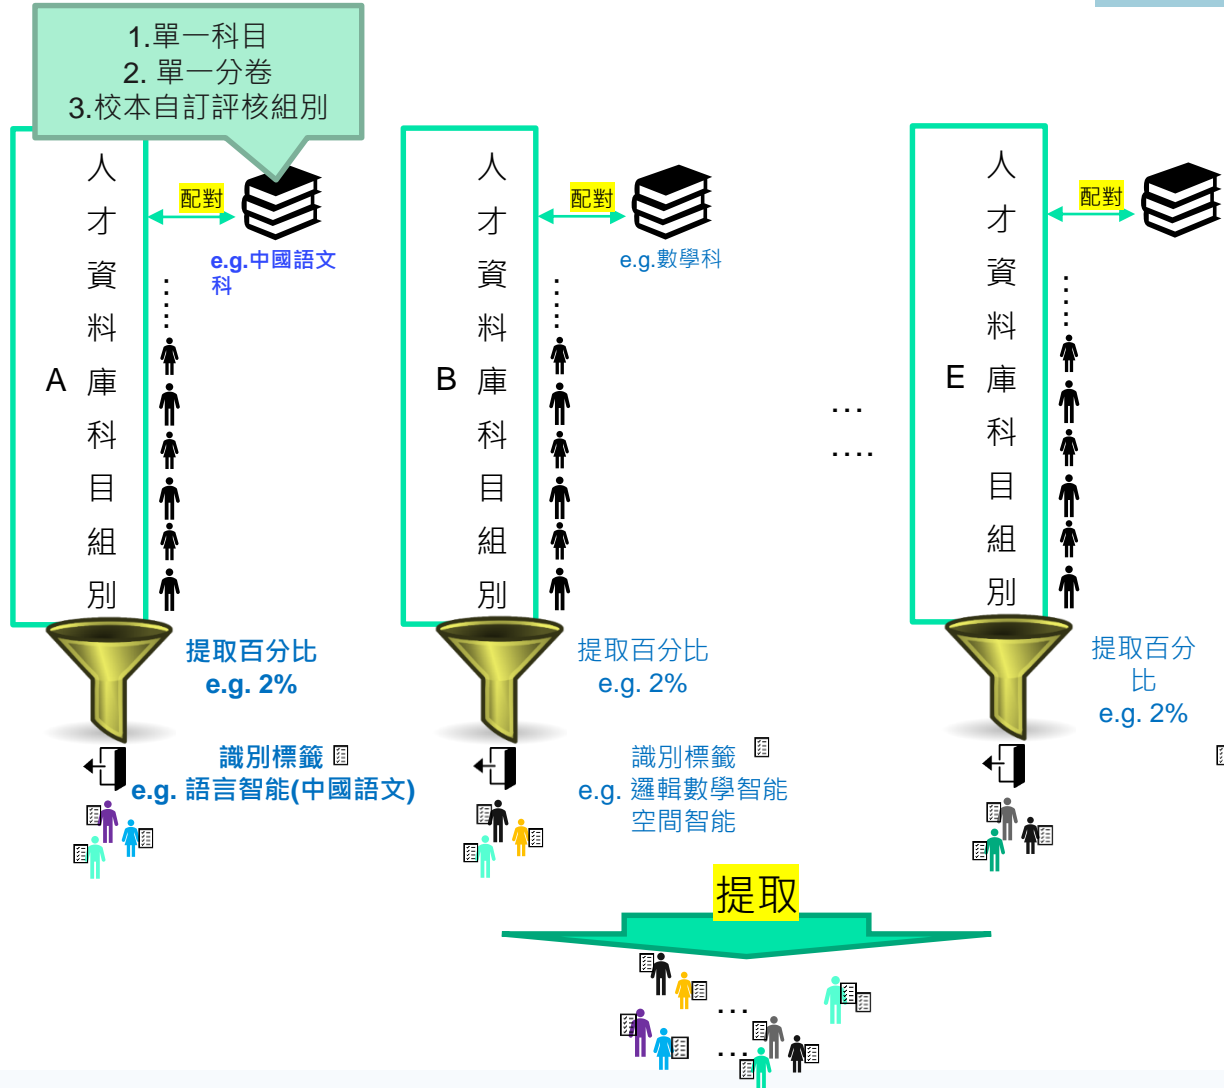 1.單一科目
2. 單一分卷
3.校本自訂評核組別
A
人才資料庫科目組別
配對
e.g.中國語文
科
......
提取百分比
e.g. 2%
識別標籤
e.g. 語言智能(中國語文)
B
人才資料庫科目組別
配對
e.g.數學科
......
提取百分比
e.g. 2%
識別標籤
e.g. 邏輯數學智能
空間智能
...
....
E
人才資料庫科目組別
配對
......
提取百分
比
e.g. 2%
提取
...
...